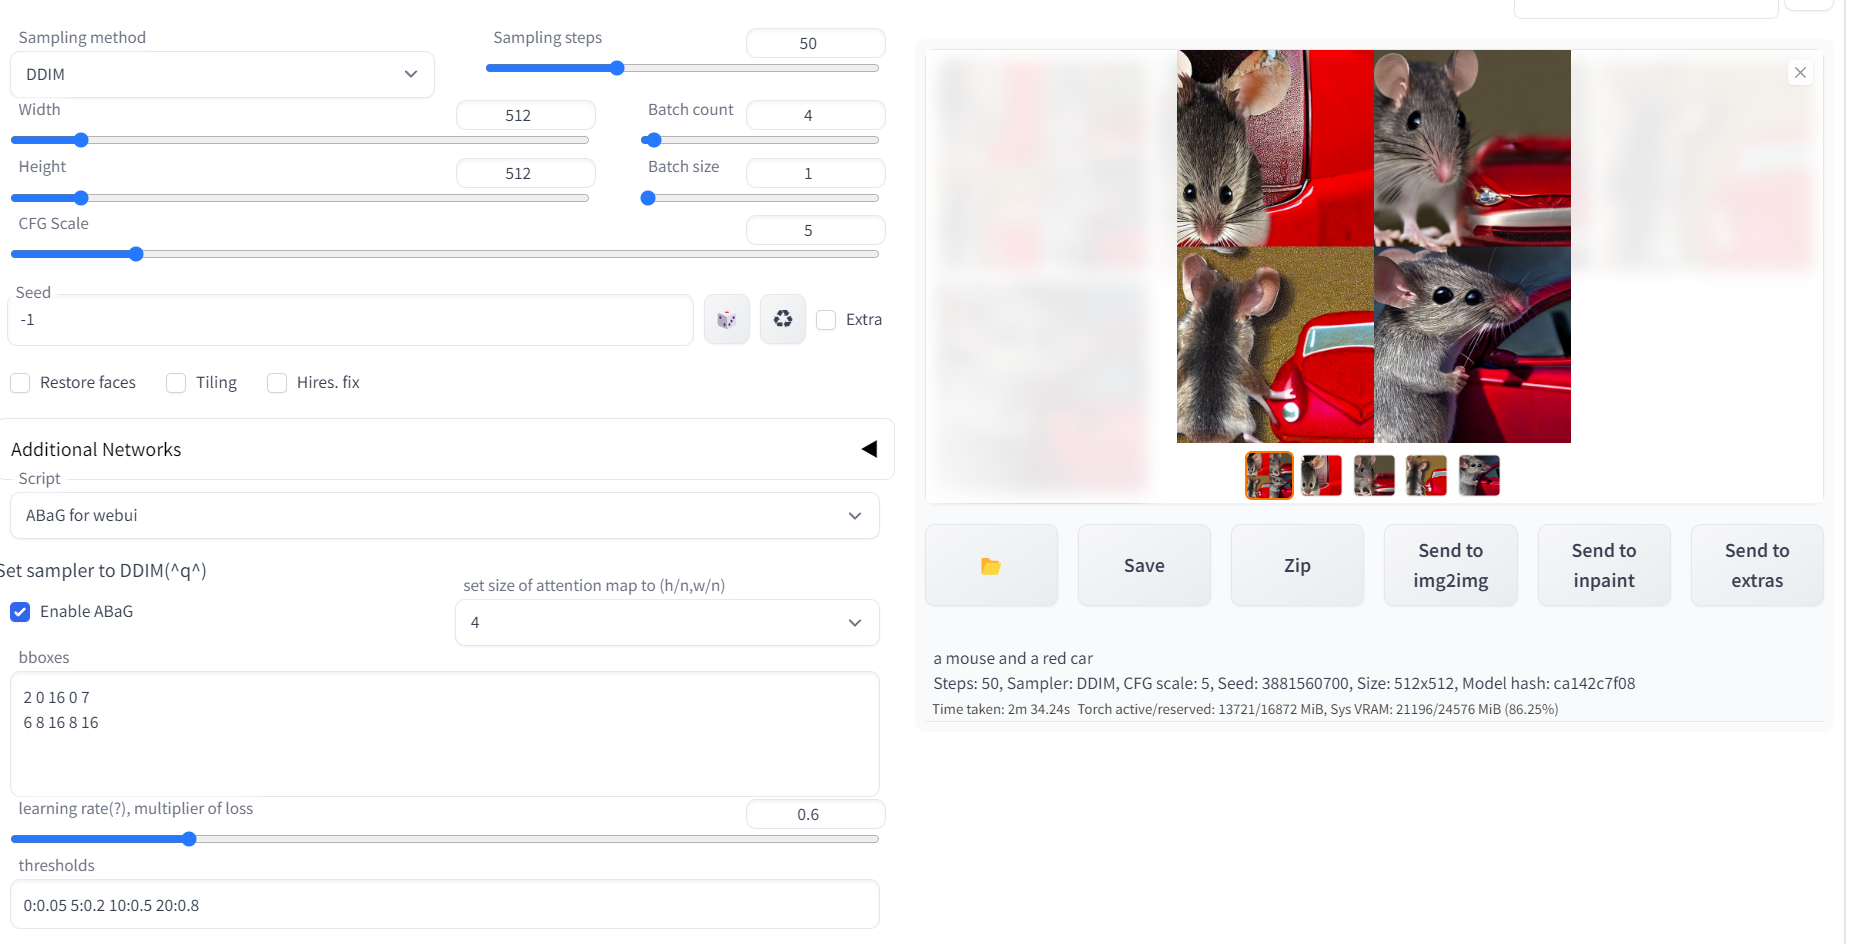 Sampling method
DDIM
Sampling steps
50
Width
512
Batch count
4
Height
512
Batch size
1
CFG Scale
5
Seed
-1
Extra
Restore faces
Tiling
Hires. fix
Additional Networks
Script
ABaG for webui
Set sampler to DDIM(^q^)
Enable ABaG
set size of attention map to (h/n,w/n)
4
bboxes
2 0 16 0 7
6 8 16 8 16
learning rate(?), multiplier of loss
0.6
thresholds
0:0.05 5:0.2 10:0.5 20:0.8
Save
Zip
Send to
img2img
Send to
inpaint
Send to
extras
a mouse and a red car
Steps: 50, Sampler: DDIM, CFG scale: 5, Seed: 3881560700, Size: 512x512, Model hash: ca142c7f08
Time taken: 2m 34.24s Torch active/reserved: 13721/16872 MiB, Sys VRAM: 21196/24576 MiB (86.25%)